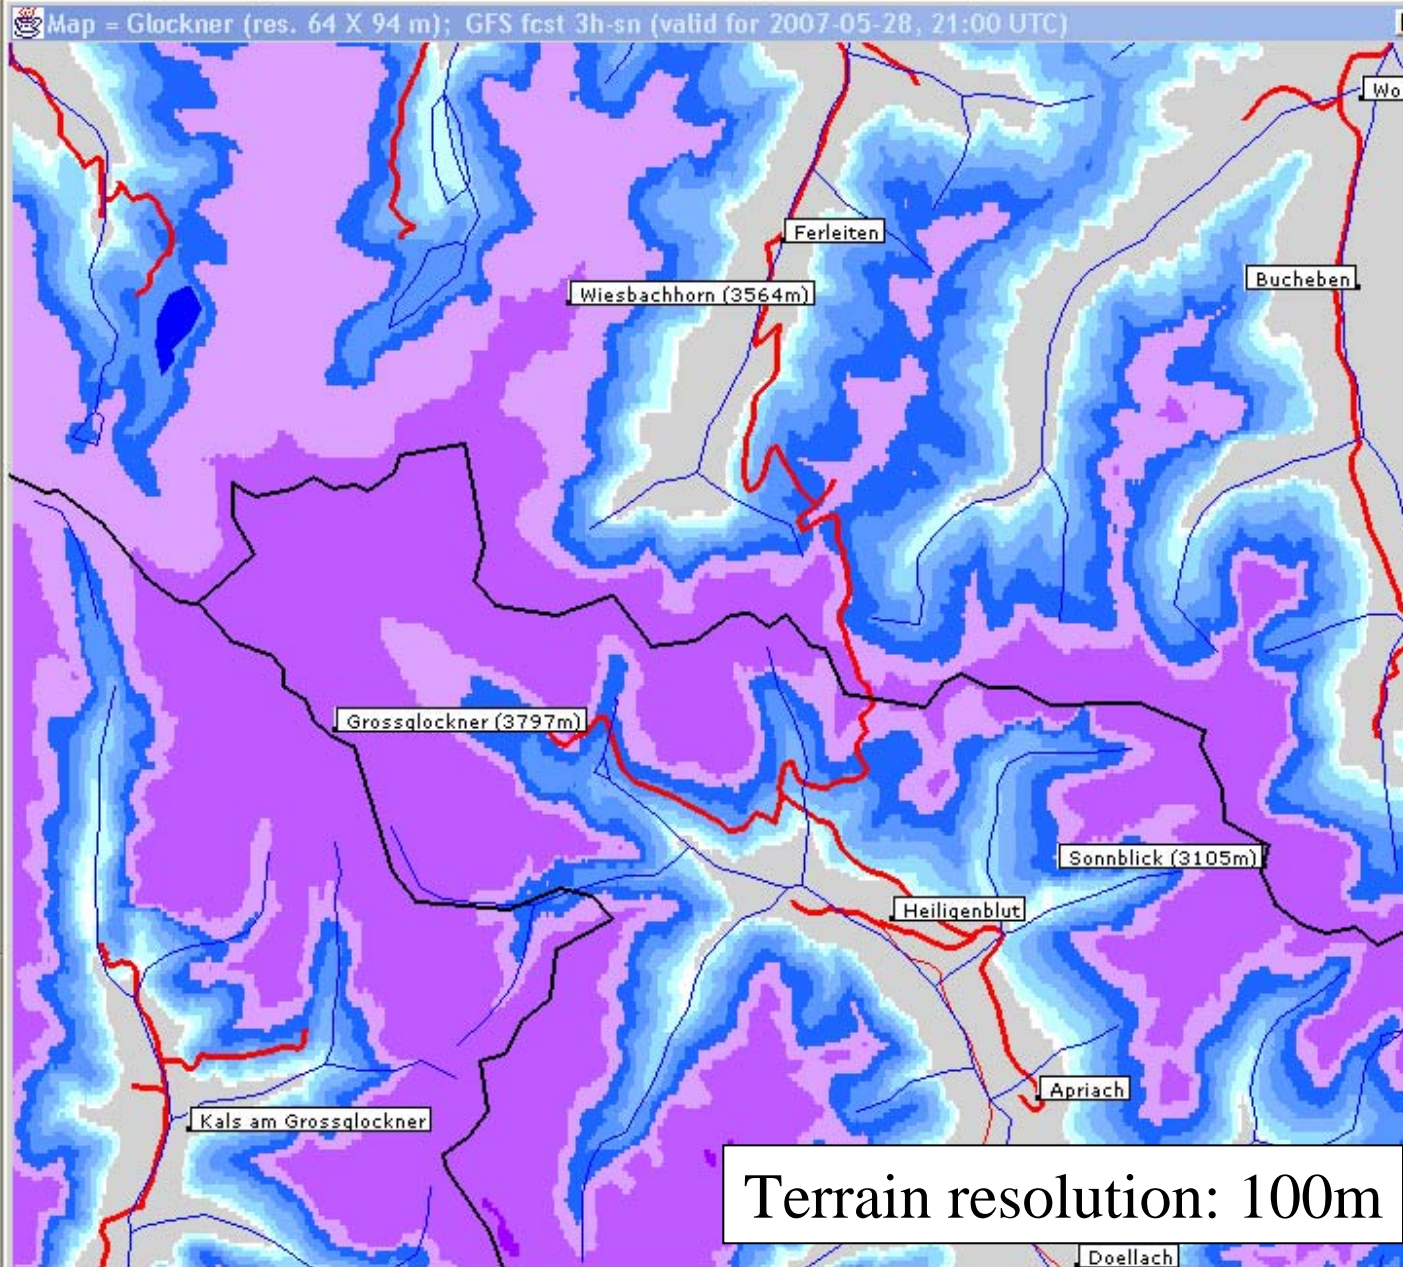 Map = Glockner (res. 64 X 94 m); GFS fcst 3h-sn (valid for 2007-05-28, 21:00 UTC)
Wo
Ferleiten
Bucheben
Wiesbachhorn (3564m)
Grossglockner (3797m)
Sonnblick (3105m)
Heiligenblut
Apriach
Kals am Grossglockner
Terrain resolution: 100m
Doellach